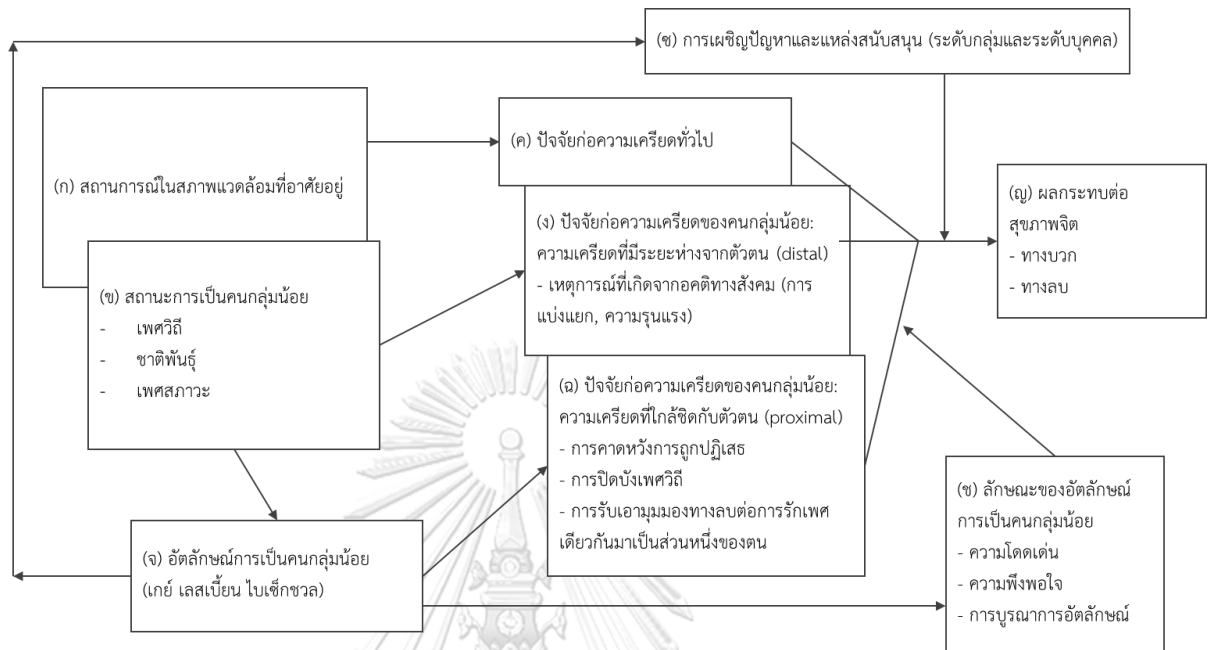 (ซ) การเผชิญปัญหาและแหล่งสนับสนุน (ระดับกลุ่มและระดับบุคคล)
(ก) สถานการณ์ในสภาพแวดล้อมที่อาศัยอยู่
(ค) ปัจจัยก่อความเครียดทั่วไป
(ข) สถานะการเป็นคนกลุ่มน้อย
- เพศวิถี
- ชาติพันธุ์
- เพศสภาวะ
(ง) ปัจจัยก่อความเครียดของคนกลุ่มน้อย:
ความเครียดที่มีระยะห่างจากตัวตน (distal)
- เหตุการณ์ที่เกิดจากอคติทางสังคม (การ
แบ่งแยก, ความรุนแรง)
(ญ) ผลกระทบต่อ
สุขภาพจิต
- ทางบวก
- ทางลบ
(ฉ) ปัจจัยก่อความเครียดของคนกลุ่มน้อย:
ความเครียดที่ใกล้ชิดกับตัวตน (proximal)
- การคาดหวังการถูกปฏิเสธ
- การปิดบังเพศวิถี
- การรับเอามุมมองทางลบต่อการรักเพศ
เดียวกันมาเป็นส่วนหนึ่งของตน
(จ) อัตลักษณ์การเป็นคนกลุ่มน้อย
(เกย์ เลสเบี้ยน ไบเซ็กชวล)
(ช) ลักษณะของอัตลักษณ์
การเป็นคนกลุ่มน้อย
- ความโดดเด่น
- ความพึงพอใจ
- การบูรณาการอัตลักษณ์